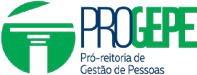 PROGEPE
Pró-reitoria de
Gestão de Pessoas